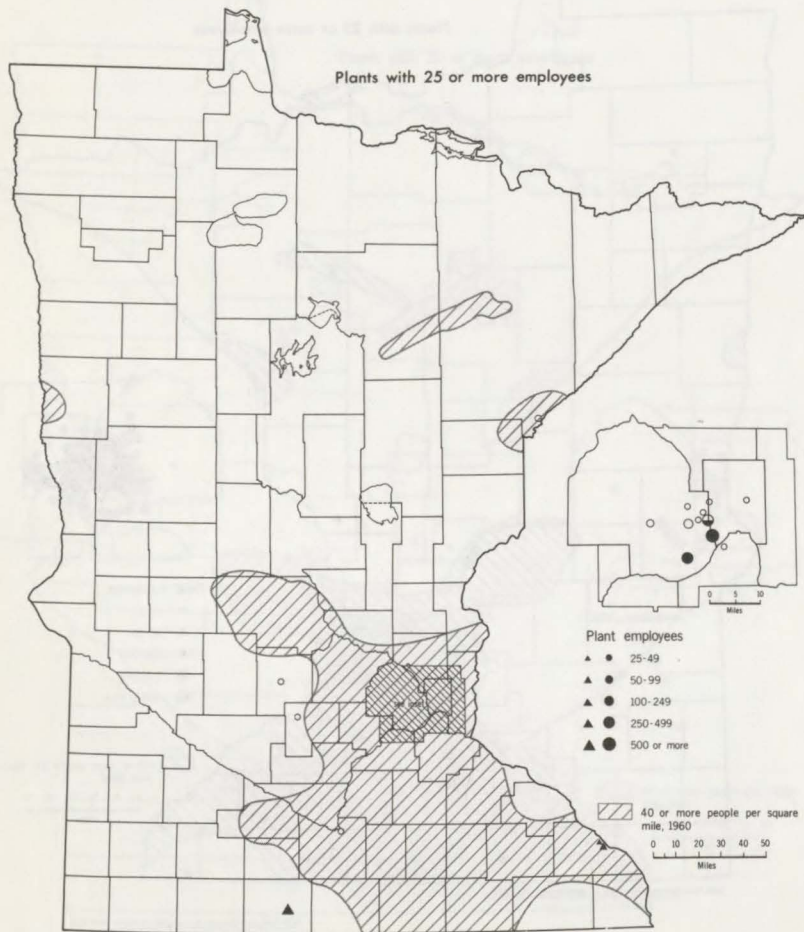 Plants with 25 or more employees
0 5 10
Miles
Plant employees
25-49
50-99
100-249
250-499
500 or more
40 or more people per square
mile, 1960
0 10 20 30 40 50
Miles